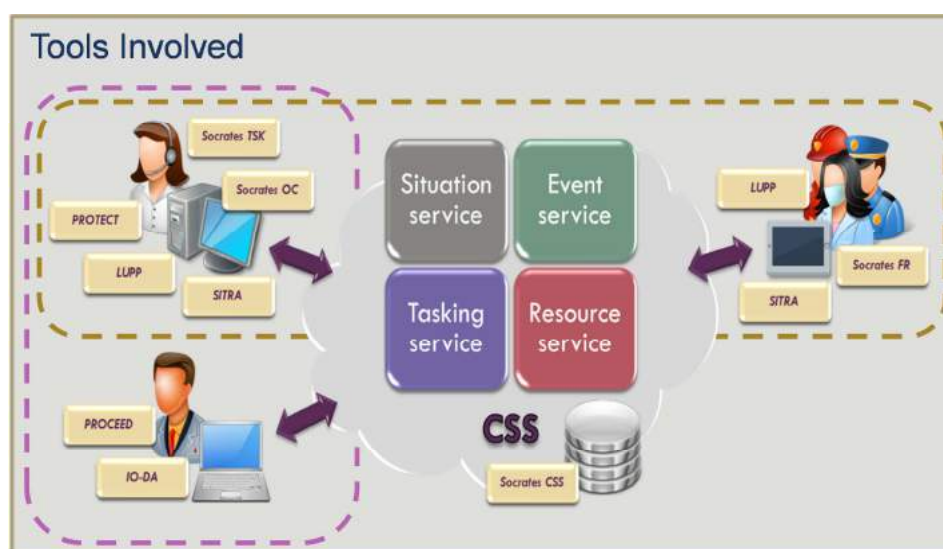 Tools Involved
Socrates TSK
Socrates OC
PROTECT
LUPP
SITRA
Situation
service
Event
service
Tasking
service
Resource
service
LUPP
Socrates FR
SITRA
PROCEED
IO-DA
CSS
Socrates CSS